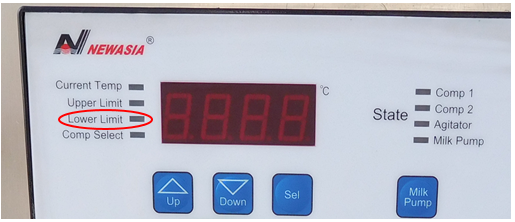 NEWASIA®
Current Temp
Upper Limit
Lower Limit
Comp Select
8.8.8.8
°C
State
Comp 1
Comp 2
Agitator
Milk Pump
Up
Down
Sel
Milk
Pump